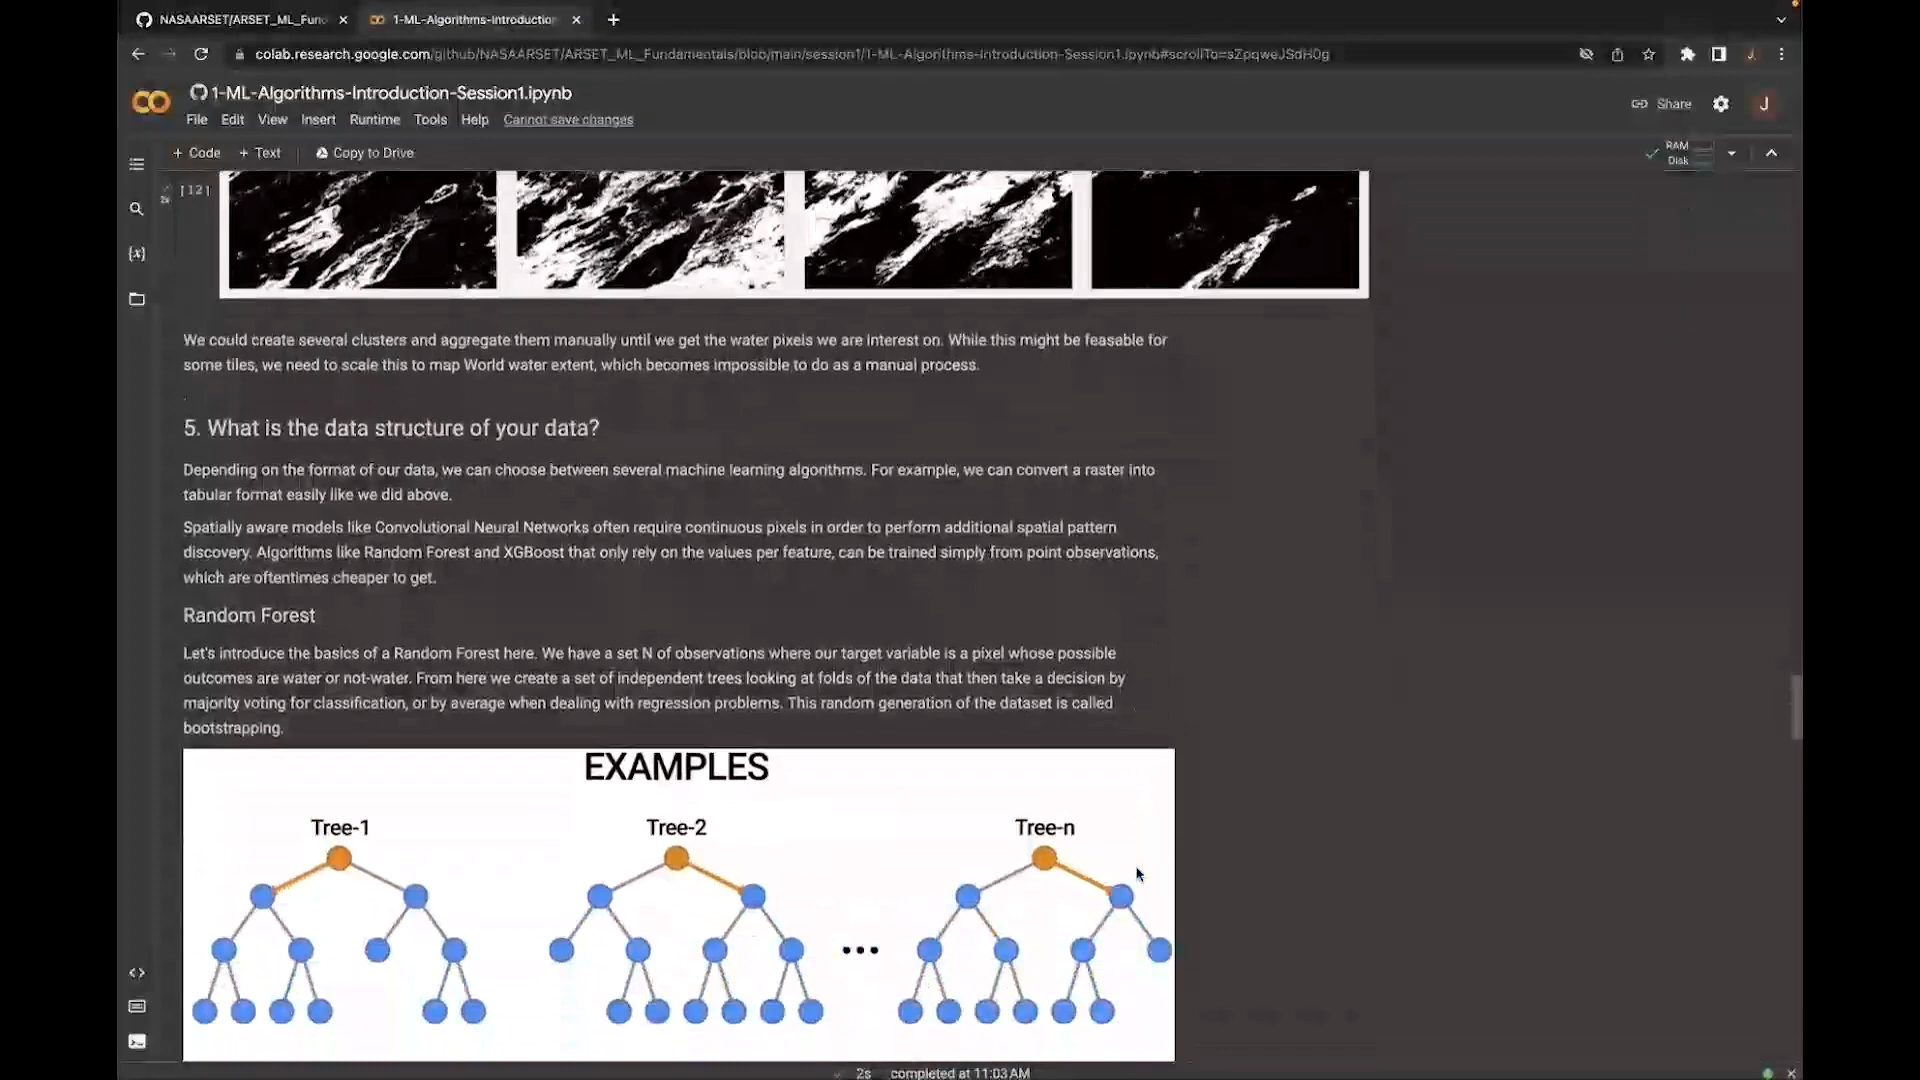 NASAARSET/ARSET_ML_Fun
1-ML-Algorithms-Introduction
colab.research.google.com/github/NASAARSET/ARSET_ML_Fundamentals/blob/main/session1/1-ML-Algorithms-Introduction-Session1.ipynb#scrollTo=sZpqweJSdH0g
1-ML-Algorithms-Introduction-Session1.ipynb
Share
J
File Edit View Insert Runtime Tools Help Cannot save changes
+ Code + Text Copy to Drive
RAM
Disk
[12]
2s
We could create several clusters and aggregate them manually until we get the water pixels we are interest on. While this might be feasable for
some tiles, we need to scale this to map World water extent, which becomes impossible to do as a manual process.
.
5. What is the data structure of your data?
Depending on the format of our data, we can choose between several machine learning algorithms. For example, we can convert a raster into
tabular format easily like we did above.
Spatially aware models like Convolutional Neural Networks often require continuous pixels in order to perform additional spatial pattern
discovery. Algorithms like Random Forest and XGBoost that only rely on the values per feature, can be trained simply from point observations,
which are oftentimes cheaper to get.
Random Forest
Let's introduce the basics of a Random Forest here. We have a set N of observations where our target variable is a pixel whose possible
outcomes are water or not-water. From here we create a set of independent trees looking at folds of the data that then take a decision by
majority voting for classification, or by average when dealing with regression problems. This random generation of the dataset is called
bootstrapping.
EXAMPLES
Tree-1 Tree-2 Tree-n
...
2s completed at 11:03 AM